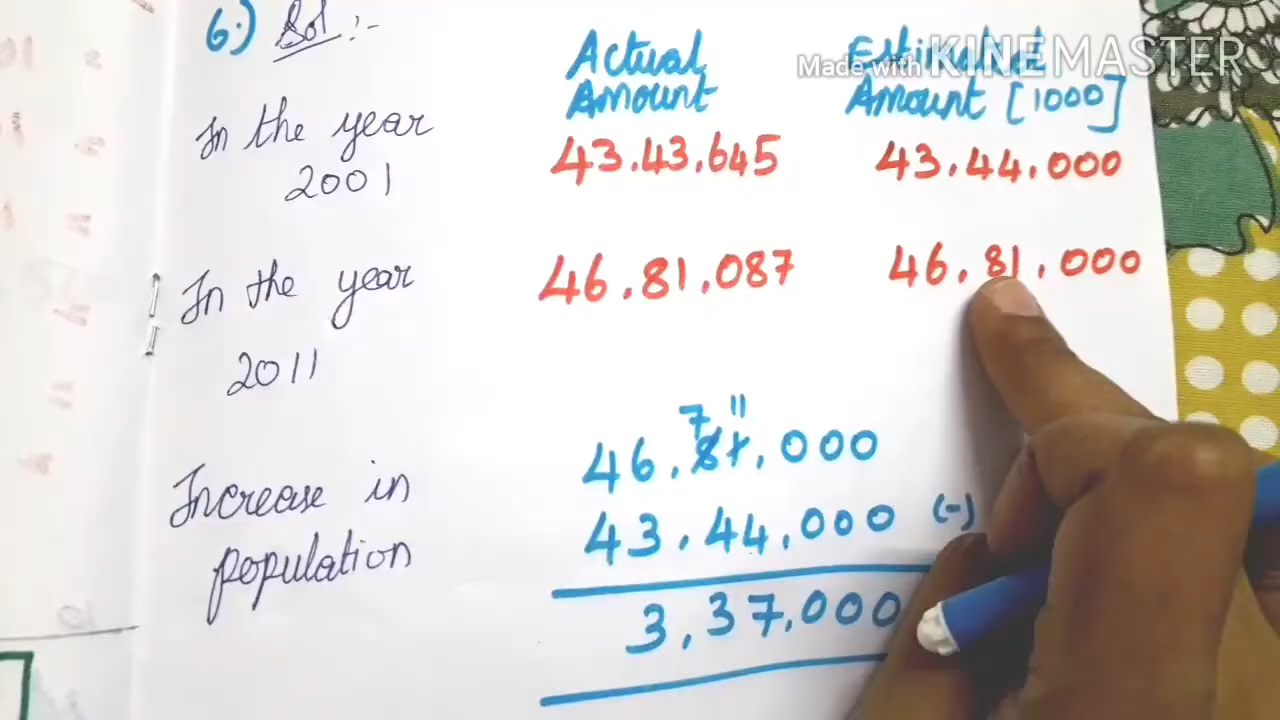 6.) Sol :-
Actual
Amount
Amount [1000]
In the year
2001
43.43.645
43.44.000
In the year
2011
46.81.087
46.81.000
7 11
46.81.000
43.44.000 (-)
Increase in
population
3,37,000
Made with KINEMASTER